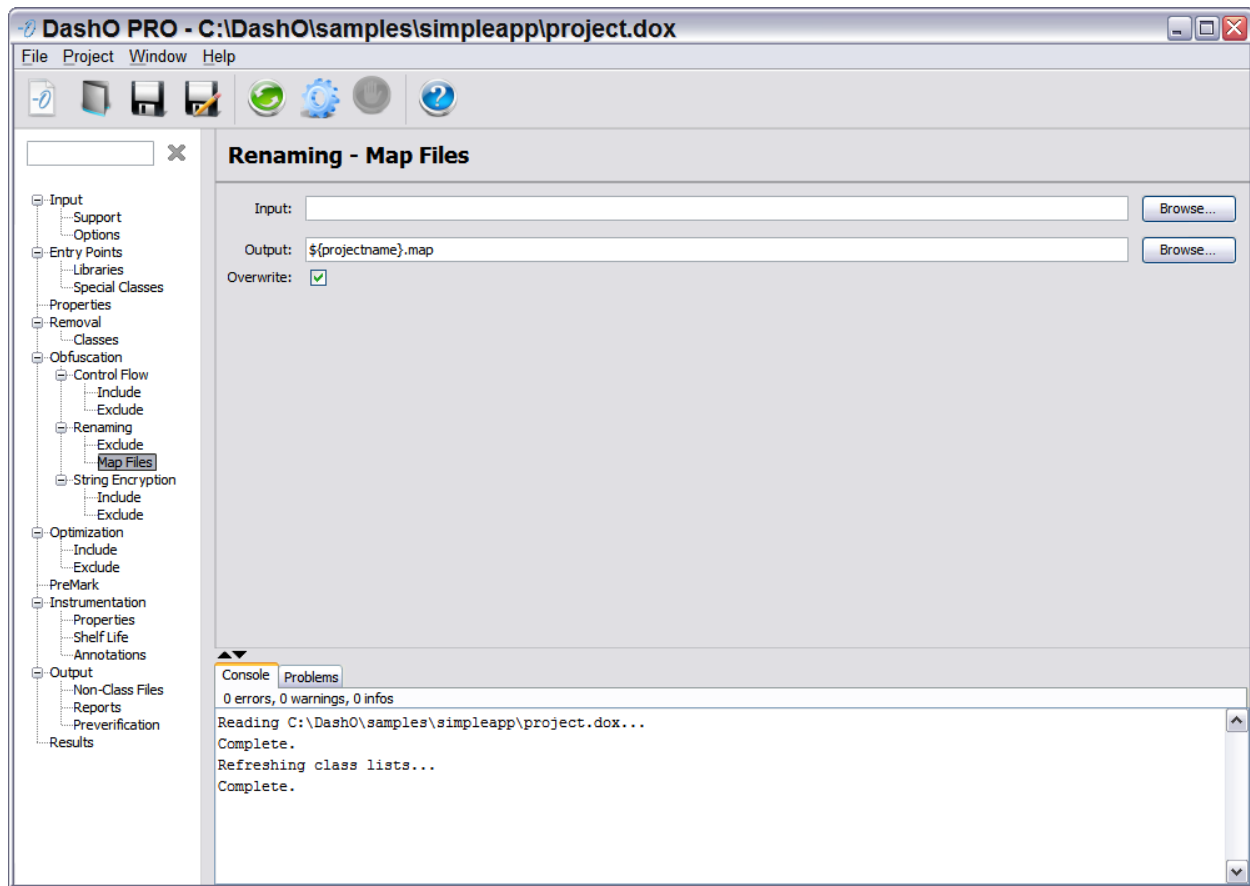 DashO PRO - C:\DashO\samples\simpleapp\project.dox
File Project Window Help
Renaming - Map Files
Input
Support
Options
Entry Points
Libraries
Special Classes
Properties
Removal
Classes
Obfuscation
Control Flow
Include
Exclude
Renaming
Exclude
Map Files
String Encryption
Include
Exclude
Optimization
Include
Exclude
PreMark
Instrumentation
Properties
Shelf Life
Annotations
Output
Non-Class Files
Reports
Preverification
Results
Input: Browse...
Output: ${projectname}.map Browse...
Overwrite:
Console Problems
0 errors, 0 warnings, 0 infos
Reading C:\DashO\samples\simpleapp\project.dox...
Complete.
Refreshing class lists...
Complete.